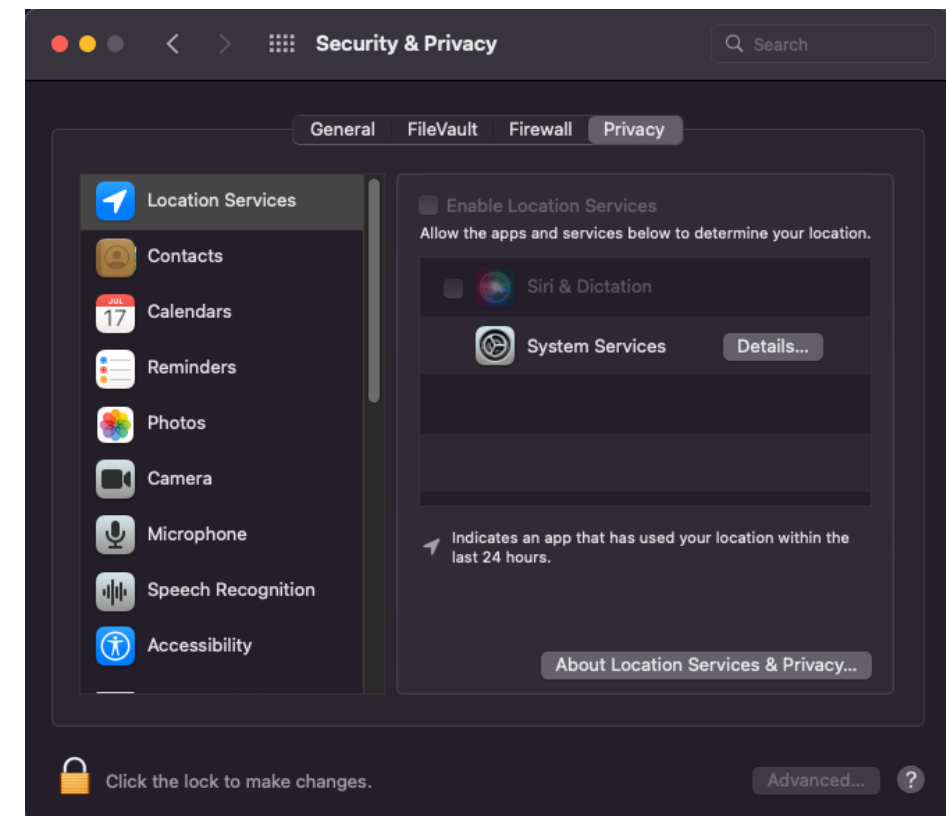 Security & Privacy
Search
General
FileVault
Firewall
Privacy
Location Services
Contacts
JUL
17
Calendars
Reminders
Photos
Camera
Microphone
Speech Recognition
Accessibility
Enable Location Services
Allow the apps and services below to determine your location.
Siri & Dictation
System Services
Details...
Indicates an app that has used your location within the
last 24 hours.
About Location Services & Privacy...
Click the lock to make changes.
Advanced...
?